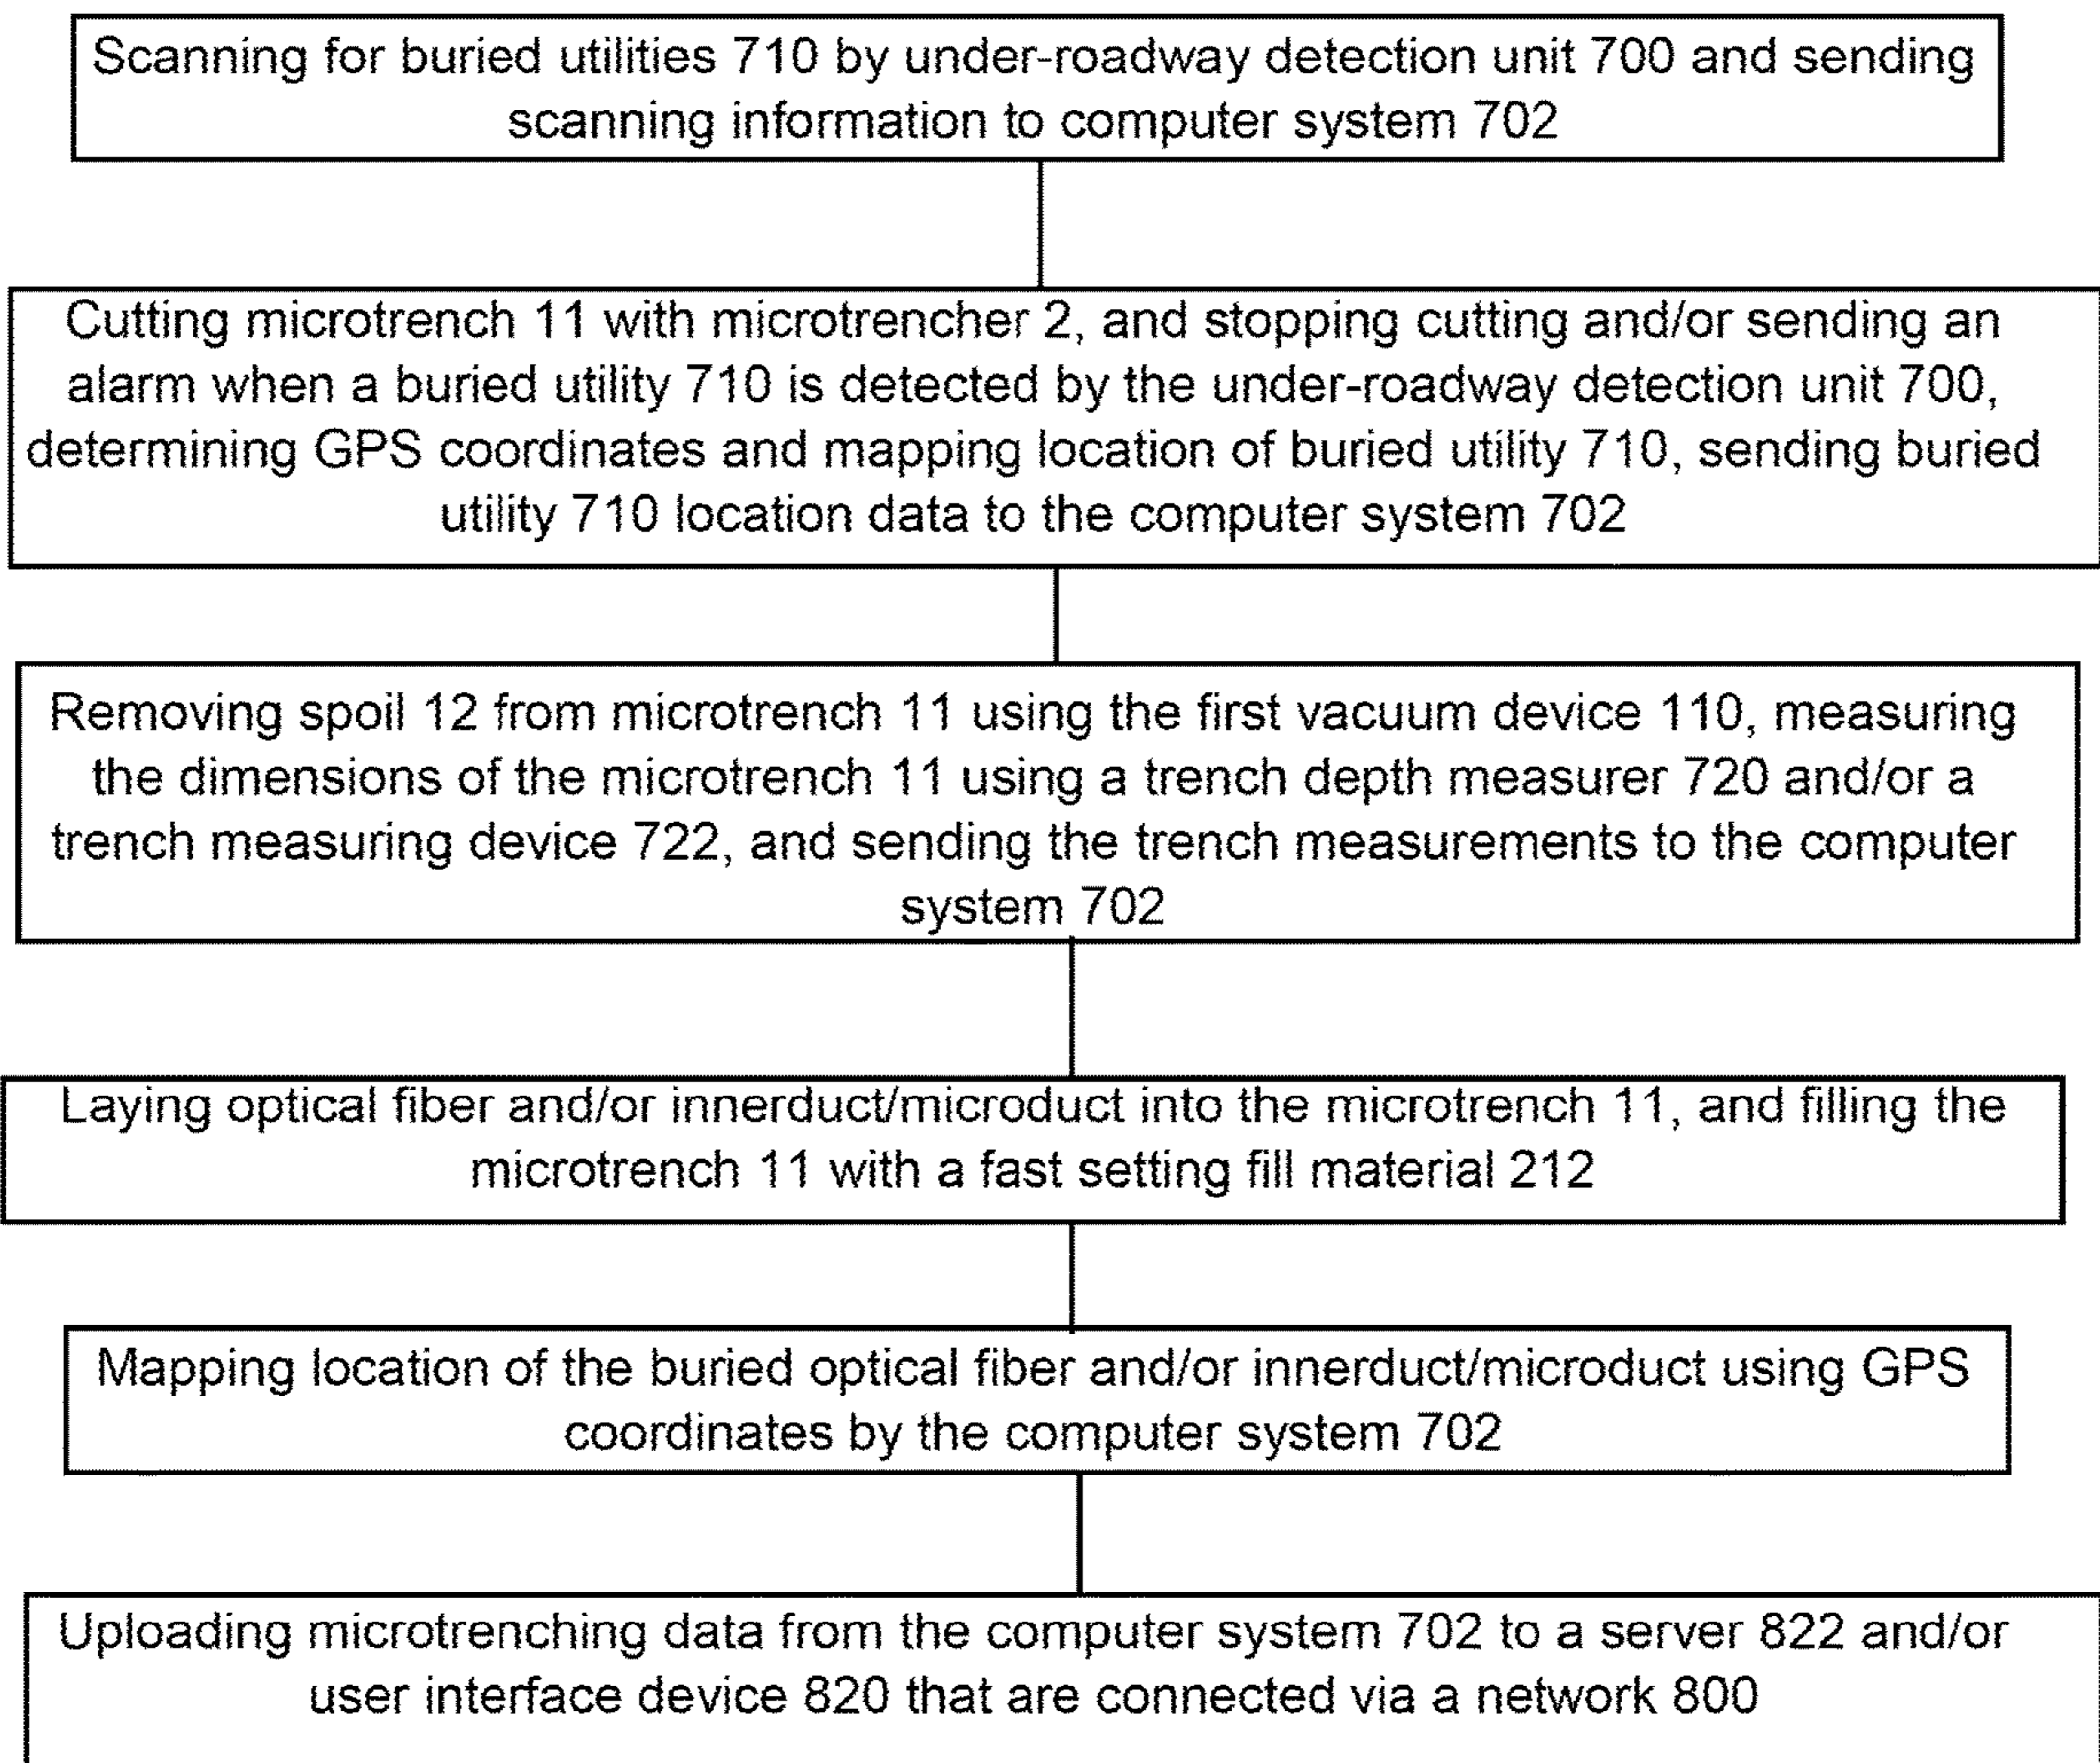 Scanning for buried utilities 710 by under-roadway detection unit 700 and sending
scanning information to computer system 702
Cutting microtrench 11 with microtrencher 2, and stopping cutting and/or sending an
alarm when a buried utility 710 is detected by the under-roadway detection unit 700,
determining GPS coordinates and mapping location of buried utility 710, sending buried
utility 710 location data to the computer system 702
Removing spoil 12 from microtrench 11 using the first vacuum device 110, measuring
the dimensions of the microtrench 11 using a trench depth measurer 720 and/or a
trench measuring device 722, and sending the trench measurements to the computer
system 702
Laying optical fiber and/or innerduct/microduct into the microtrench 11, and filling the
microtrench 11 with a fast setting fill material 212
Mapping location of the buried optical fiber and/or innerduct/microduct using GPS
coordinates by the computer system 702
Uploading microtrenching data from the computer system 702 to a server 822 and/or
user interface device 820 that are connected via a network 800